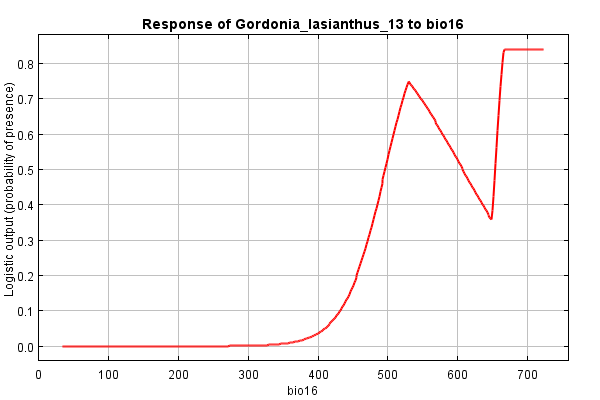 Response of Gordonia_lasianthus_13 to bio16
Logistic output (probability of presence)
0.8
0.7
0.6
0.5
0.4
0.3
0.2
0.1
0.0
0 100 200 300 400 500 600 700
bio16